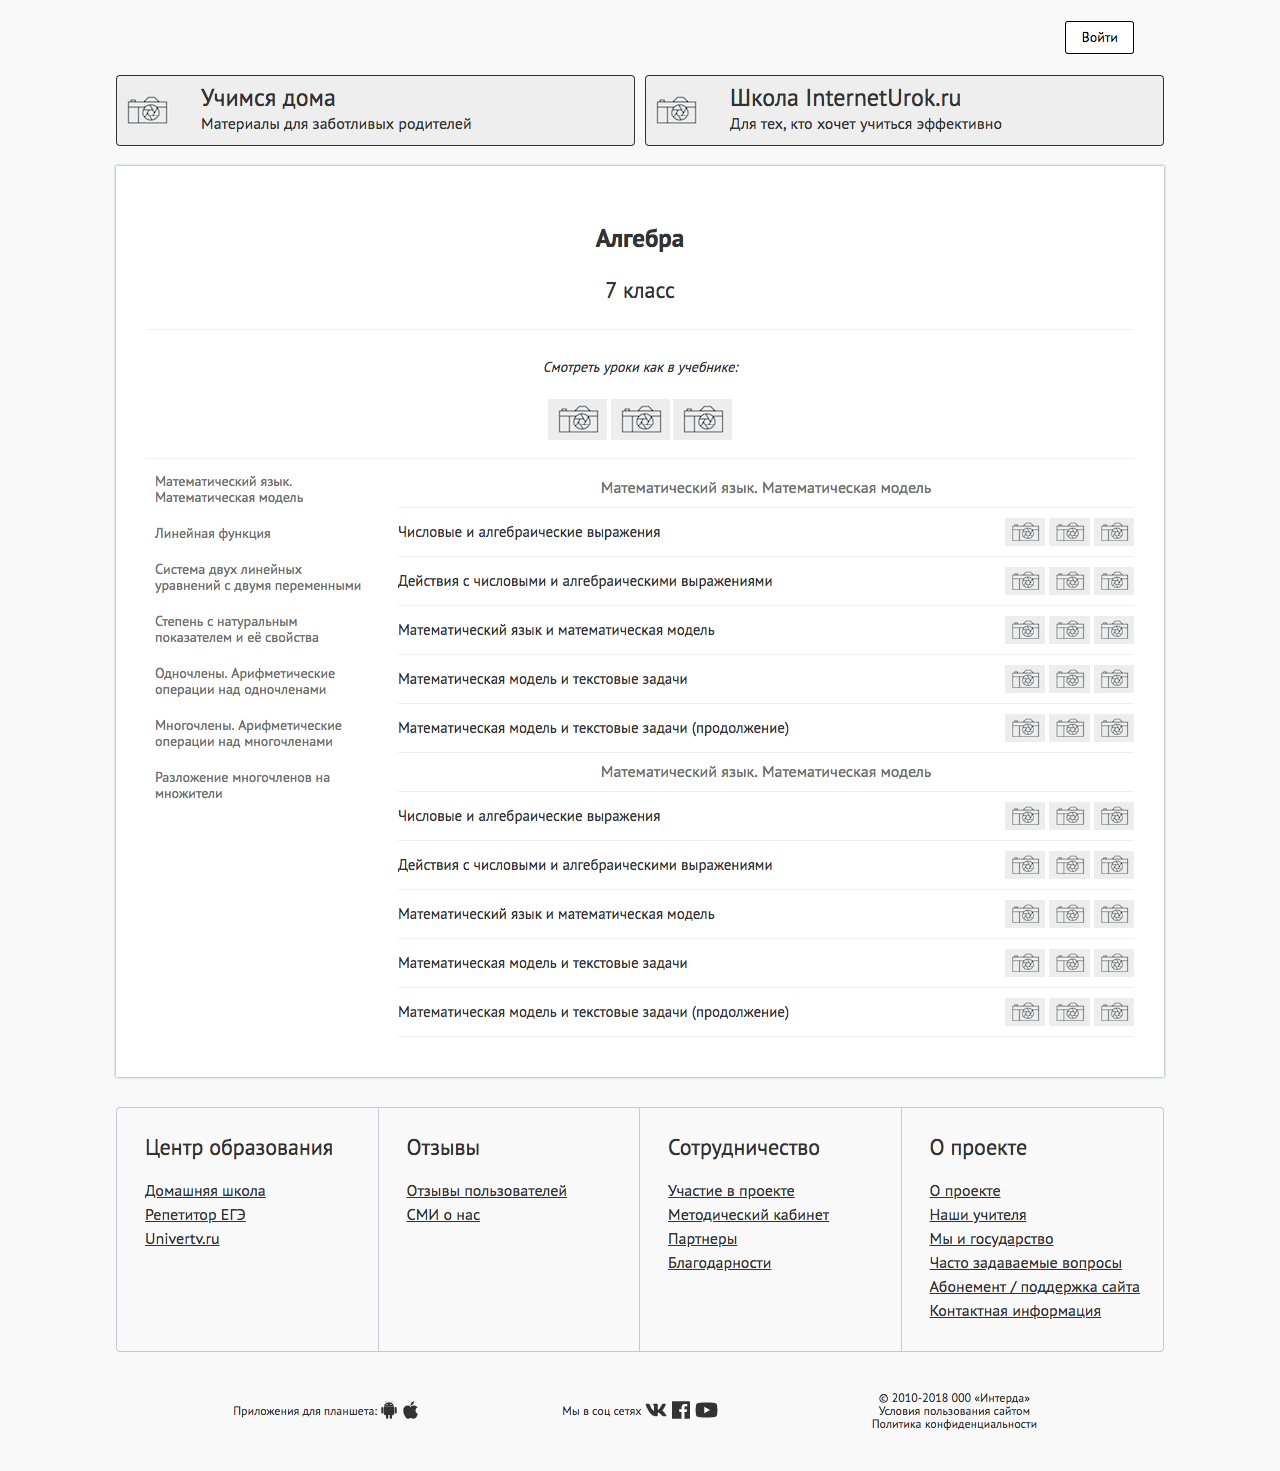 Войти
Учимся дома
Материалы для заботливых родителей
Школа InternetUrok.ru
Для тех, кто хочет учиться эффективно
Алгебра
7 класс
Смотреть уроки как в учебнике:
Математический язык.
Математическая модель
Линейная функция
Система двух линейных
уравнений с двумя переменными
Степень с натуральным
показателем и её свойства
Одночлены. Арифметические
операции над одночленами
Многочлены. Арифметические
операции над многочленами
Разложение многочленов на
множители
Математический язык. Математическая модель
Числовые и алгебраические выражения
Действия с числовыми и алгебраическими выражениями
Математический язык и математическая модель
Математическая модель и текстовые задачи
Математическая модель и текстовые задачи (продолжение)
Математический язык. Математическая модель
Числовые и алгебраические выражения
Действия с числовыми и алгебраическими выражениями
Математический язык и математическая модель
Математическая модель и текстовые задачи
Математическая модель и текстовые задачи (продолжение)
Центр образования
Домашняя школа
Репетитор ЕГЭ
Univertv.ru
Отзывы
Отзывы пользователей
СМИ о нас
Сотрудничество
Участие в проекте
Методический кабинет
Партнеры
Благодарности
О проекте
О проекте
Наши учителя
Мы и государство
Часто задаваемые вопросы
Абонемент / поддержка сайта
Контактная информация
Приложения для планшета:
Мы в соц сетях
© 2010-2018 ООО «Интерда»
Условия пользования сайтом
Политика конфиденциальности